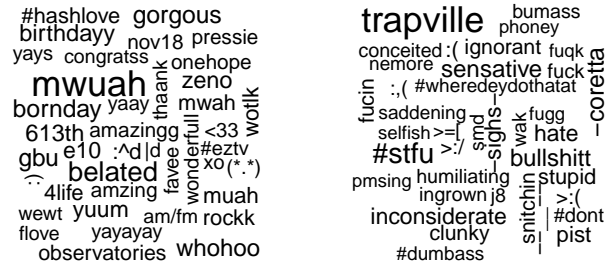 #hashlove gorgous
birthdayy nov18 pressie
yays congratss onehope
mwuah thaank zeno
bornday yaay mwah wotlk
613th amazingg <33
gbu e10 :^d|d favee wonderfull #eztv
belated xo (*.*)
:')
4life amzing muah
wewt yuum am/fm rockk
flove yayayay
observatories whohoo
trapville bumass
phoney
conceited :( ignorant fuqk
nemore sensative fuck -coretta
fucin :,( #wheredeydothatat
saddening smd -sighs- wak fugg
selfish >=[ hate
#stfu >:/ bullshitt
pmsing humiliating stupid
ingrown j8 snitchin >:(
inconsiderate | #dont
clunky -_- pist
#dumbass